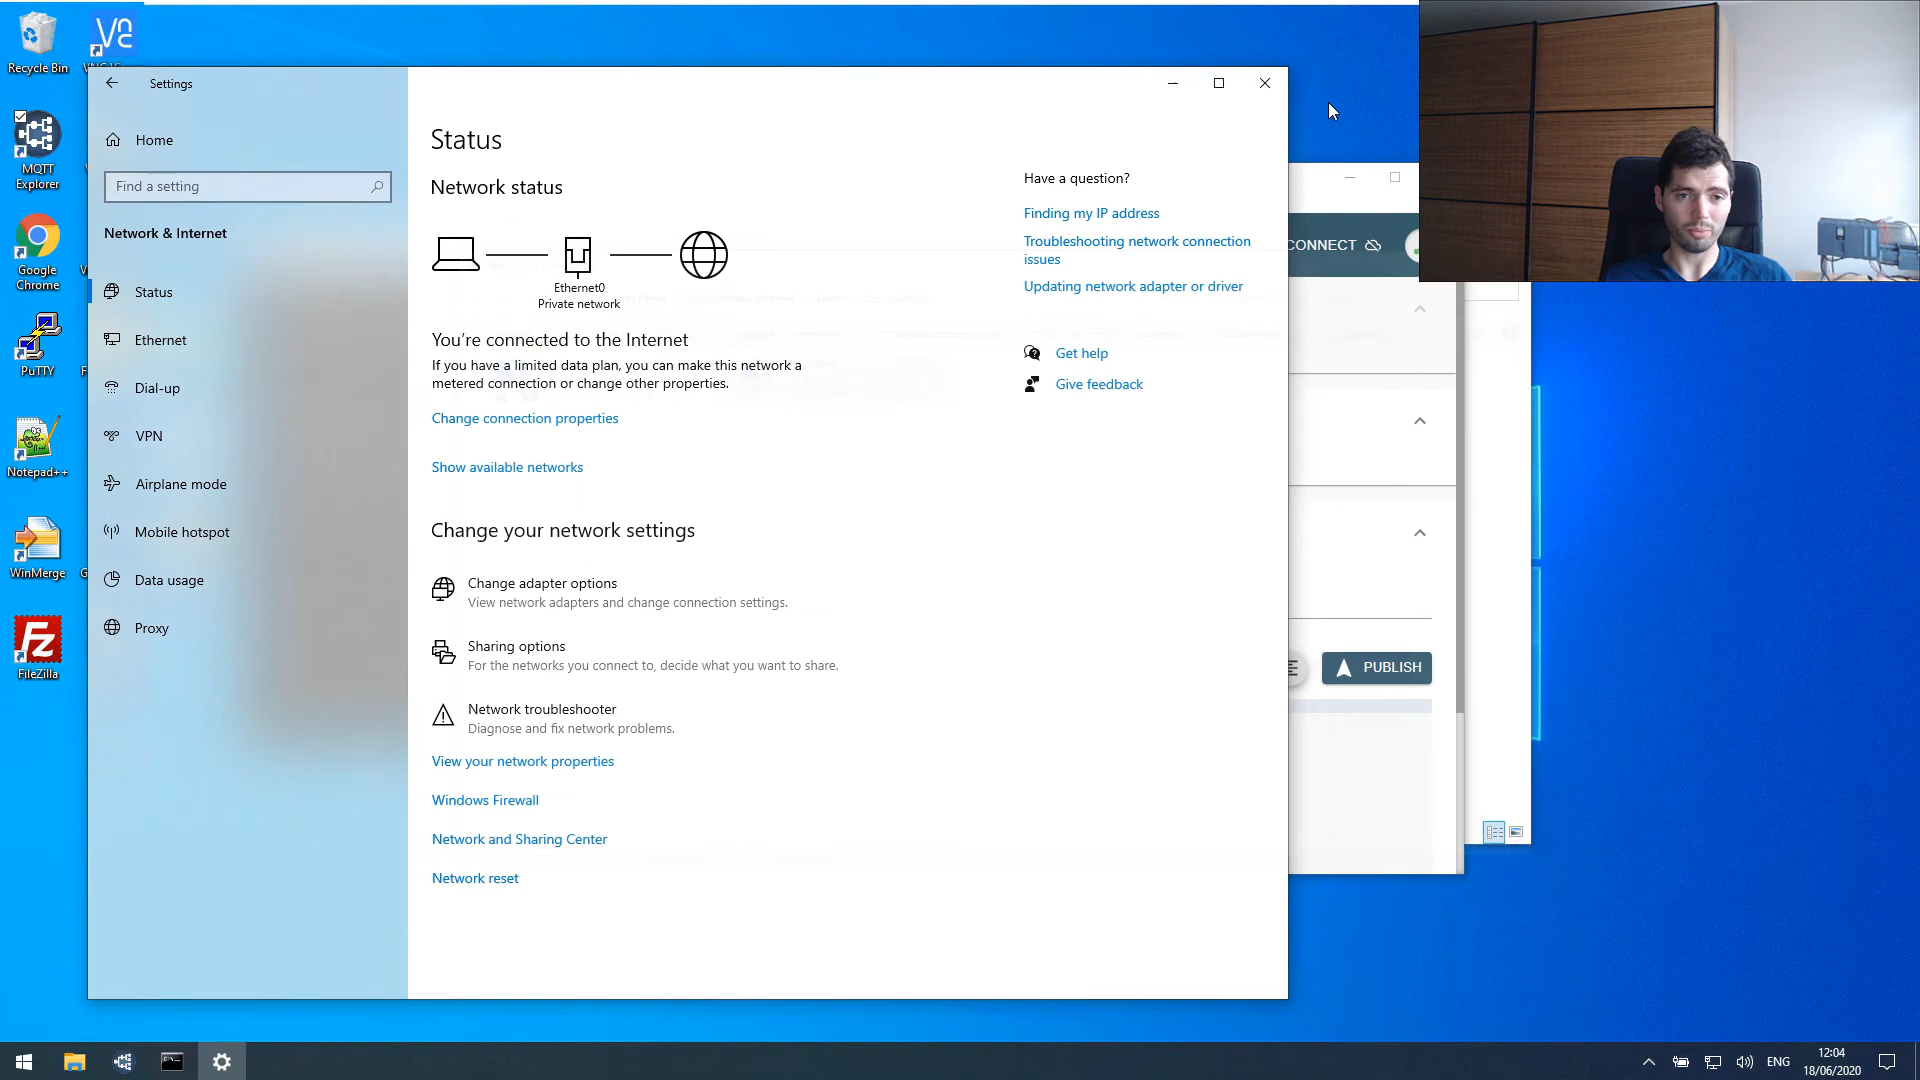 Recycle Bin
MQTT
Explorer
Google
Chrome
PuTTY
Notepad++
WinMerge
FileZilla
Settings
Home
Find a setting
Network & Internet
Status
Ethernet
Dial-up
VPN
Airplane mode
Mobile hotspot
Data usage
Proxy
Status
Network status
Ethernet0
Private network
You're connected to the Internet
If you have a limited data plan, you can make this network a
metered connection or change other properties.
Change connection properties
Show available networks
Change your network settings
Change adapter options
View network adapters and change connection settings.
Sharing options
For the networks you connect to, decide what you want to share.
Network troubleshooter
Diagnose and fix network problems.
View your network properties
Windows Firewall
Network and Sharing Center
Network reset
Have a question?
Finding my IP address
Troubleshooting network connection
issues
Updating network adapter or driver
Get help
Give feedback
CONNECT
PUBLISH
ENG
12:04
18/06/2020